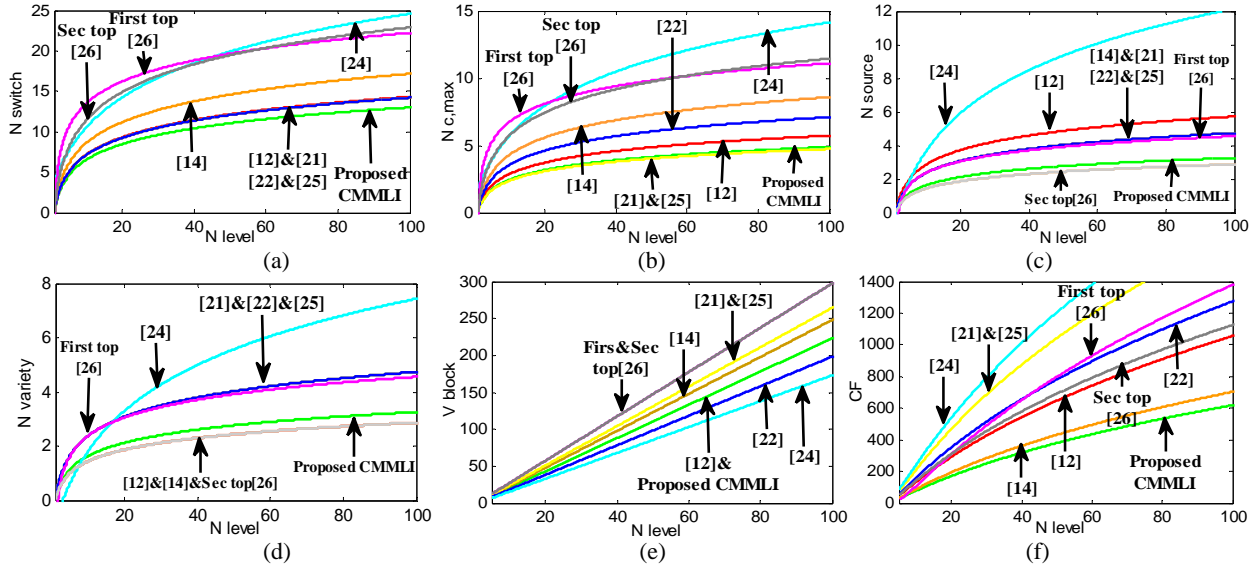 25
20
15
10
5
0
20
40
60
80
100
N switch
N level
Sec top
[26]
First top
[26]
[24]
[14]
[12]&[21]
[22]&[25]
Proposed
CMMLI
(a)
15
10
5
0
20
40
60
80
100
N c,max
N level
First top
[26]
Sec top
[26]
[22]
[24]
[14]
[21]&[25]
[12]
Proposed
CMMLI
(b)
12
10
8
6
4
2
0
20
40
60
80
100
N source
N level
[24]
[12]
[14]&[21]
[22]&[25]
First top
[26]
Sec top[26]
Proposed CMMLI
(c)
8
6
4
2
0
20
40
60
80
100
N variety
N level
First top
[26]
[24]
[21]&[22]&[25]
[12]&[14]&Sec top[26]
Proposed CMMLI
(d)
300
250
200
150
100
50
0
20
40
60
80
100
V block
N level
Firs&Sec
top[26]
[14]
[21]&[25]
[12]&
Proposed CMMLI
[22]
[24]
(e)
1400
1200
1000
800
600
400
200
0
20
40
60
80
100
CF
N level
[24]
[21]&[25]
First top
[26]
[22]
Sec top
[26]
[12]
[14]
Proposed
CMMLI
(f)